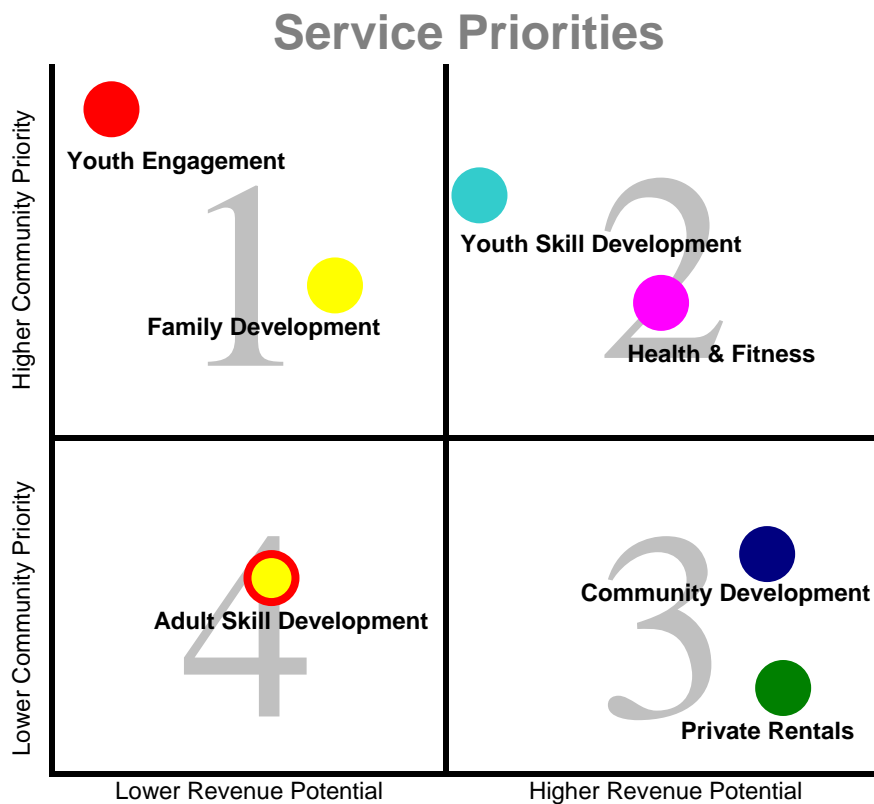 Service Priorities
Higher Community Priority
Youth Engagement
1
Family Development
Youth Skill Development
2
Health & Fitness
Lower Community Priority
4
Adult Skill Development
3
Community Development
Private Rentals
Lower Revenue Potential
Higher Revenue Potential